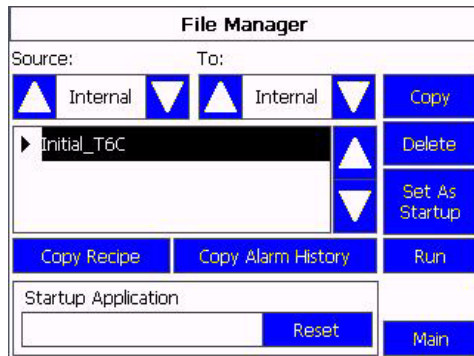 File Manager
Source: To:
Internal Internal Copy
Initial_T6C Delete
Set As
Startup
Copy Recipe Copy Alarm History Run
Startup Application
Reset
Main